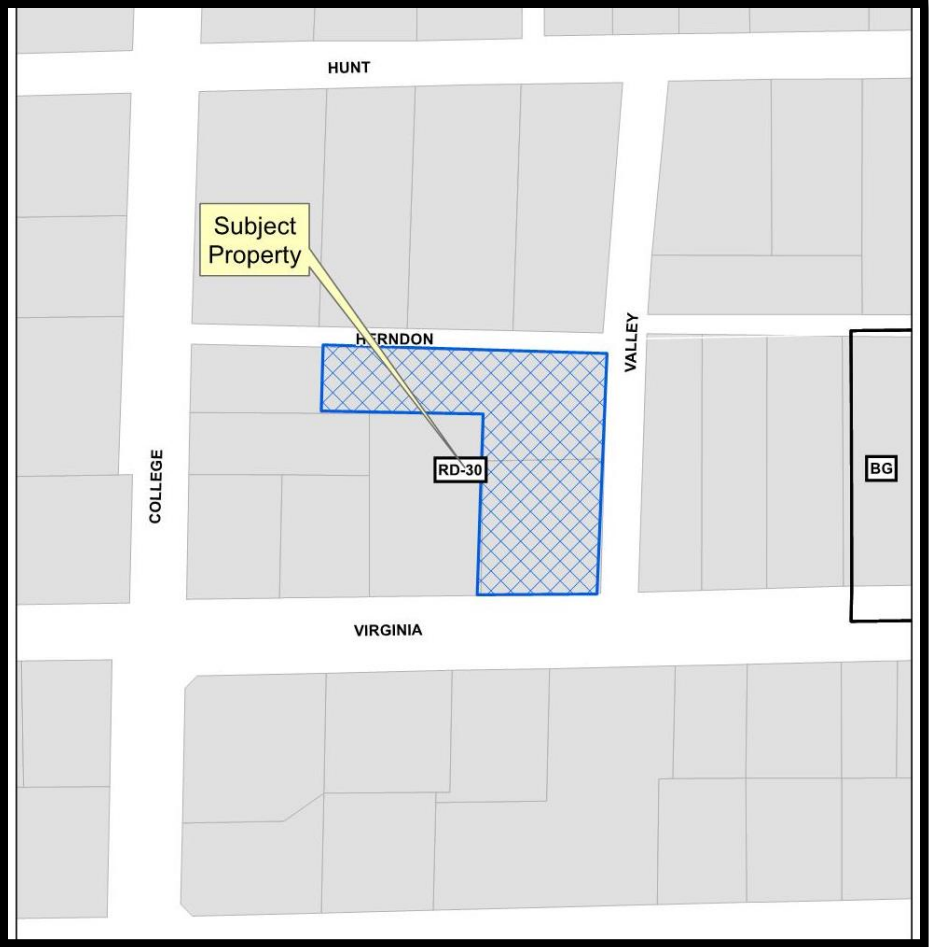 HUNT
Subject
Property
HERNDON
VALLEY
RD-30
BG
COLLEGE
VIRGINIA